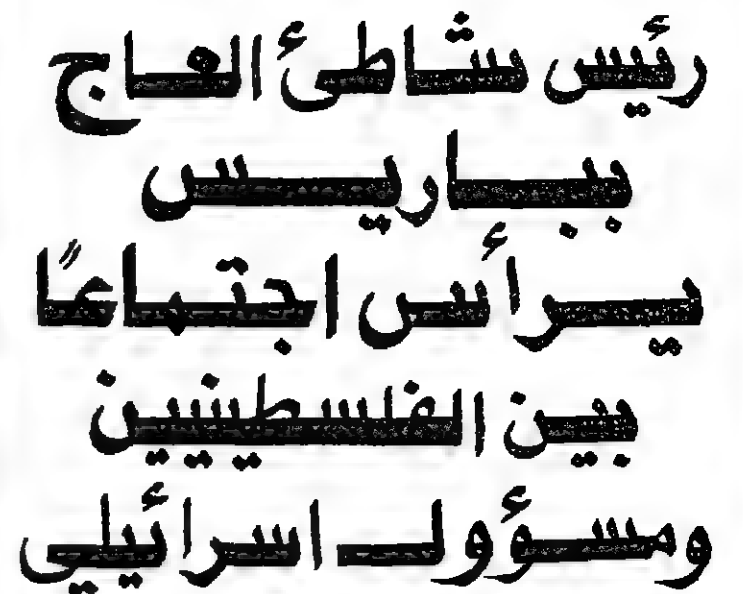 رئيس شاطئ العاج
بباريس
يرأس اجتماعًا
بين الفلسطينيين
ومسؤول اسرائيلي